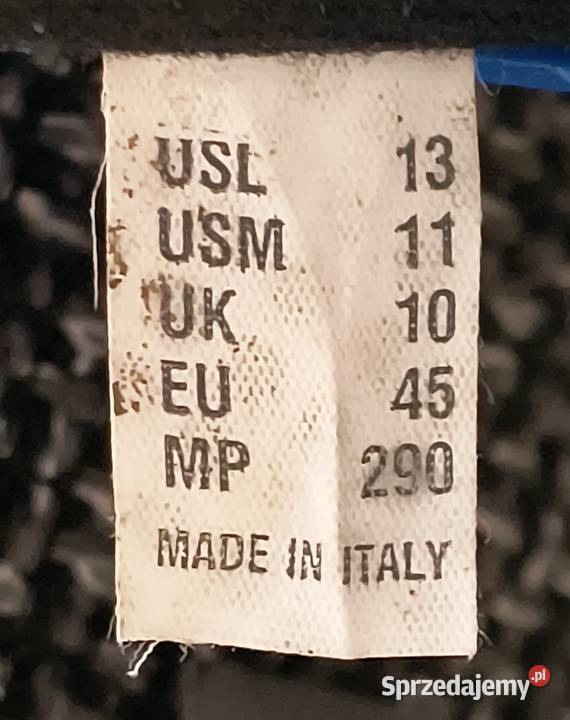 USL 13
USM 11
UK 10
EU 45
MP 290
MADE IN ITALY
Sprzedajemy.pl